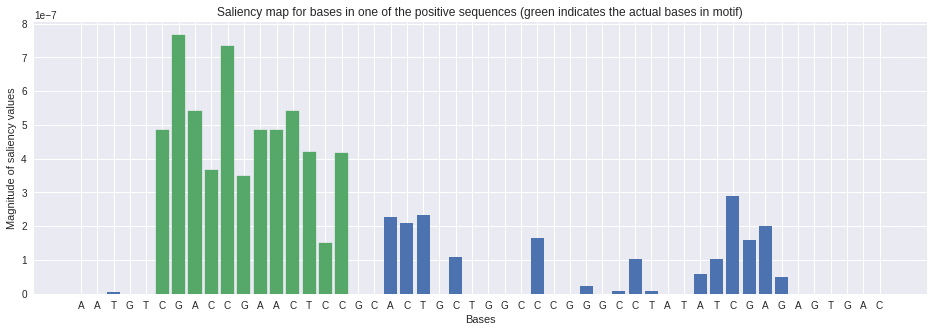 Saliency map for bases in one of the positive sequences (green indicates the actual bases in motif)
1e−7
8
7
6
5
4
3
2
1
0
Magnitude of saliency values
A A T G T C G A C C G A A C T C C G C A C T G C T G G C C C G G G C C T A T A T C G A G A G T G A C
Bases